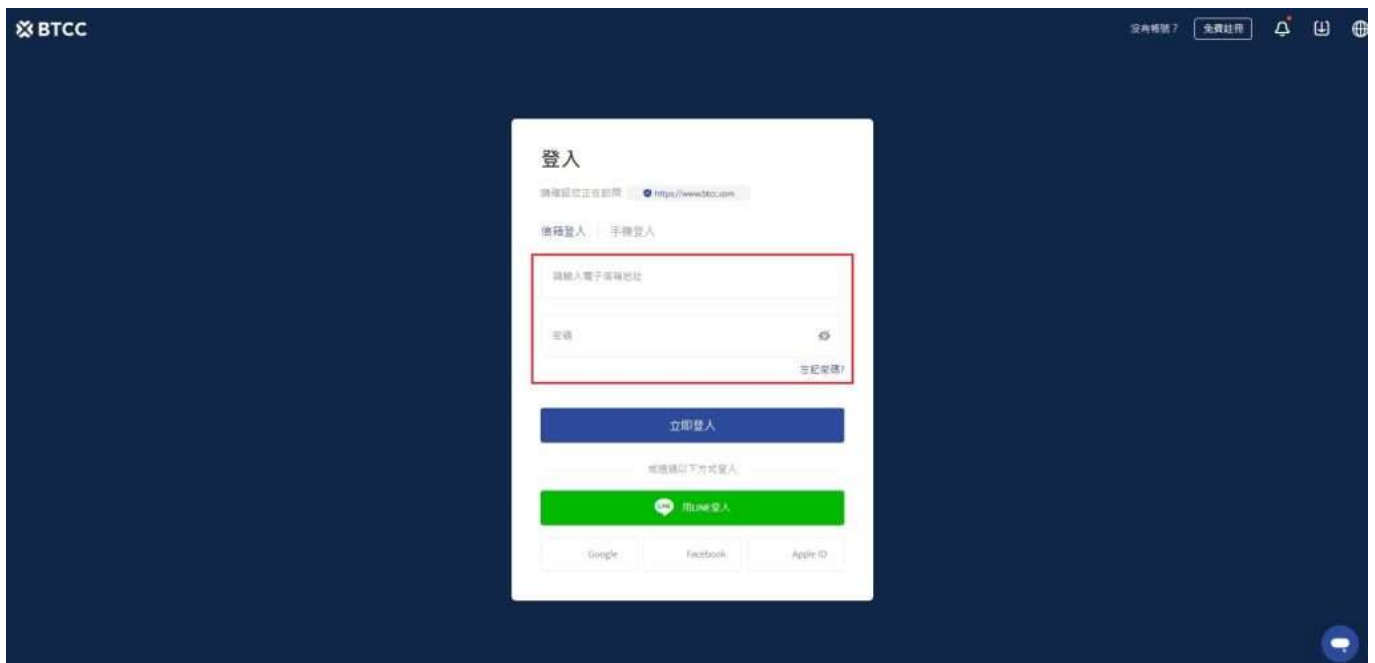 BTCC
沒有帳號？ 免費註冊
登入
請確認您正在訪問 https://www.btcc.com
信箱登入 手機登入
請輸入電子信箱地址
密碼
忘記密碼?
立即登入
或透過以下方式登入
LINE 用LINE登入
Google Facebook Apple ID